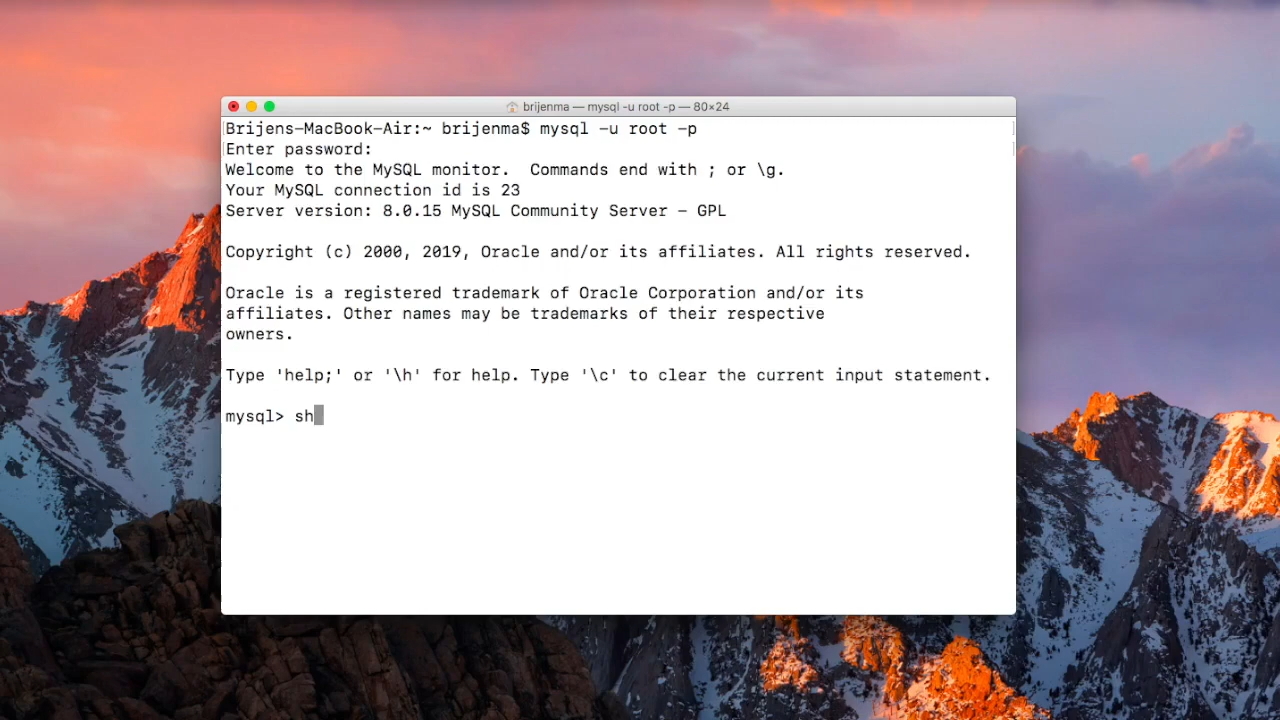 brijenma — mysql -u root -p — 80×24
Brijens-MacBook-Air:~ brijenma$ mysql -u root -p
Enter password:
Welcome to the MySQL monitor.  Commands end with ; or \g.
Your MySQL connection id is 23
Server version: 8.0.15 MySQL Community Server - GPL
Copyright (c) 2000, 2019, Oracle and/or its affiliates. All rights reserved.
Oracle is a registered trademark of Oracle Corporation and/or its
affiliates. Other names may be trademarks of their respective
owners.
Type 'help;' or '\h' for help. Type '\c' to clear the current input statement.
mysql> sh